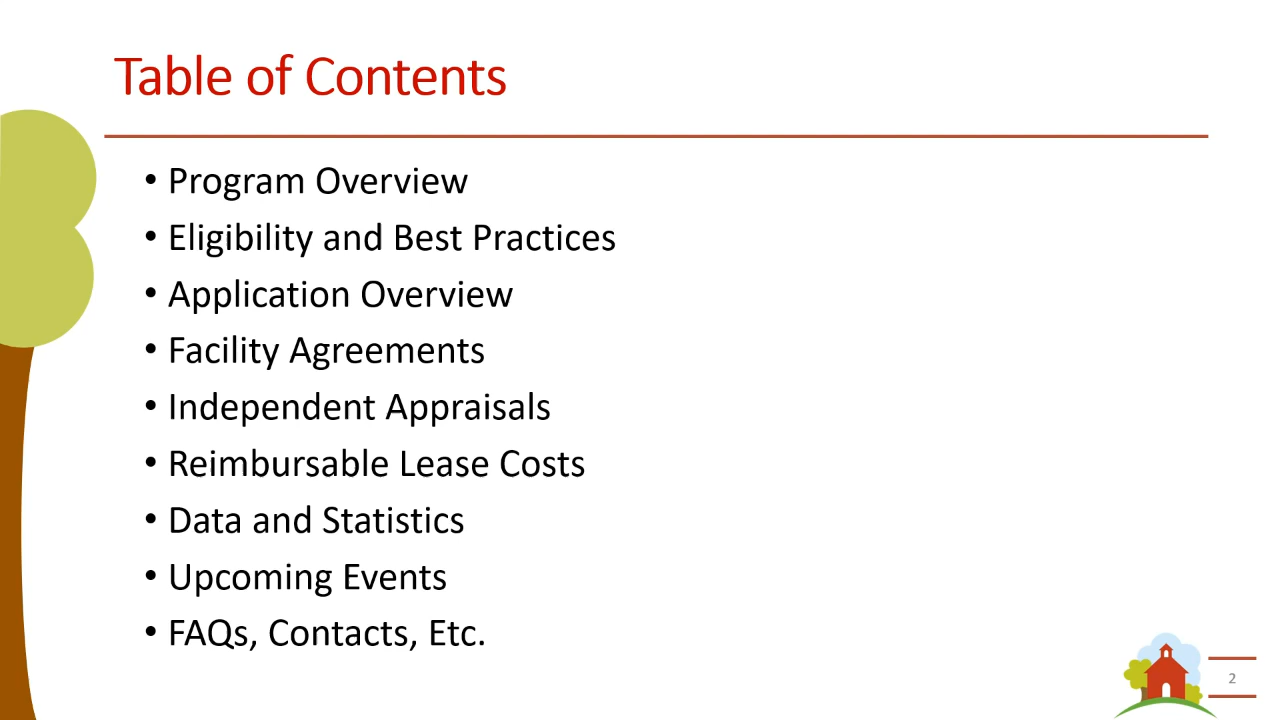 Table of Contents
• Program Overview
• Eligibility and Best Practices
• Application Overview
• Facility Agreements
• Independent Appraisals
• Reimbursable Lease Costs
• Data and Statistics
• Upcoming Events
• FAQs, Contacts, Etc.
2